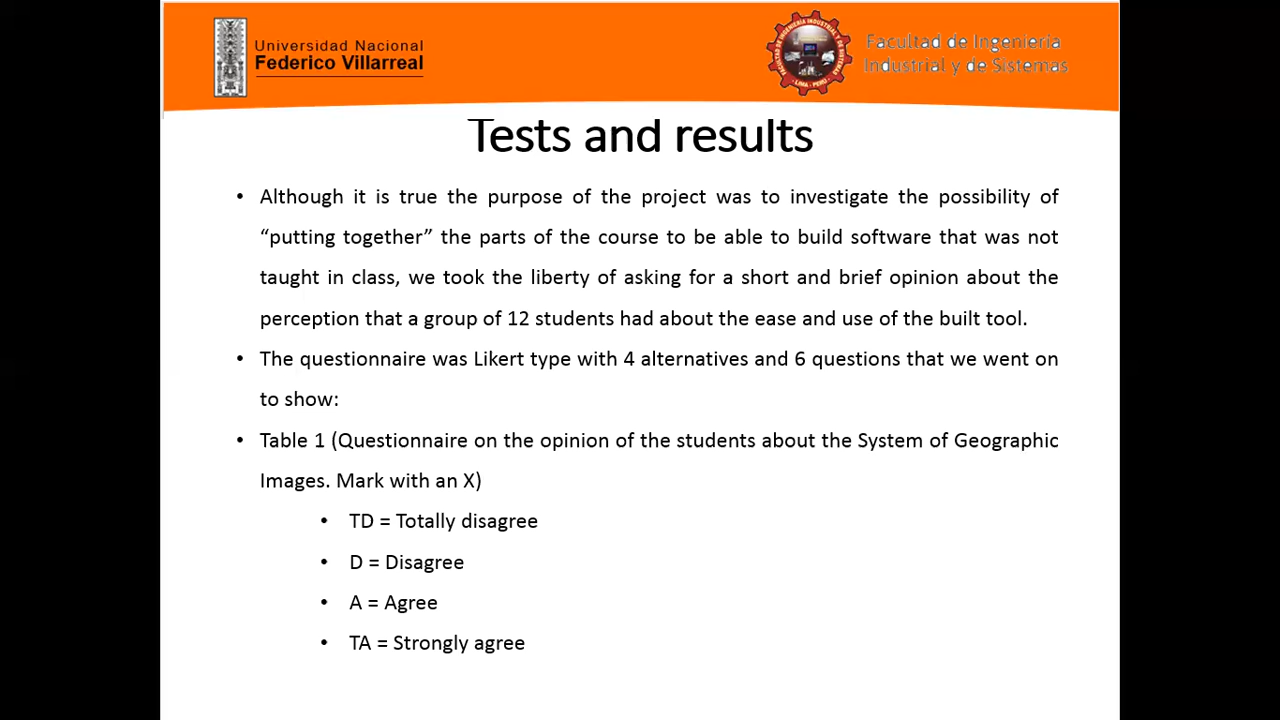 Universidad Nacional
Federico Villarreal
Facultad de Ingeniería
Industrial y de Sistemas
Tests and results
• Although it is true the purpose of the project was to investigate the possibility of
“putting together” the parts of the course to be able to build software that was not
taught in class, we took the liberty of asking for a short and brief opinion about the
perception that a group of 12 students had about the ease and use of the built tool.
• The questionnaire was Likert type with 4 alternatives and 6 questions that we went on
to show:
• Table 1 (Questionnaire on the opinion of the students about the System of Geographic
Images. Mark with an X)
• TD = Totally disagree
• D = Disagree
• A = Agree
• TA = Strongly agree